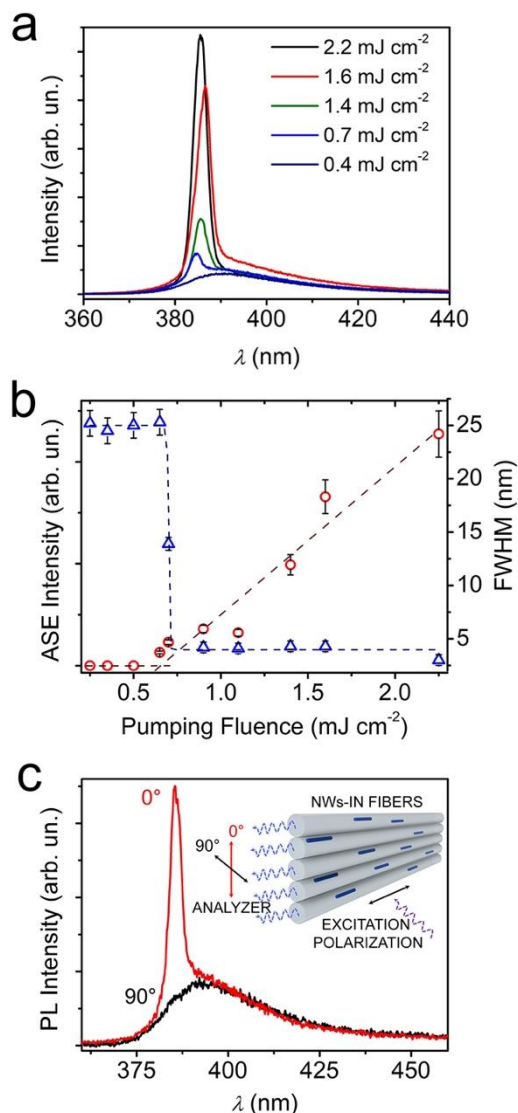 a
2.2 mJ cm⁻²
1.6 mJ cm⁻²
1.4 mJ cm⁻²
0.7 mJ cm⁻²
0.4 mJ cm⁻²
Intensity (arb. un.)
360 380 400 420 440
λ (nm)
b
ASE Intensity (arb. un.)
25
20
15
10
5
FWHM (nm)
0.5 1.0 1.5 2.0
Pumping Fluence (mJ cm⁻²)
c
PL Intensity (arb. un.)
0°
90°
NWs-IN FIBERS
90° 0°
ANALYZER
EXCITATION
POLARIZATION
375 400 425 450
λ (nm)